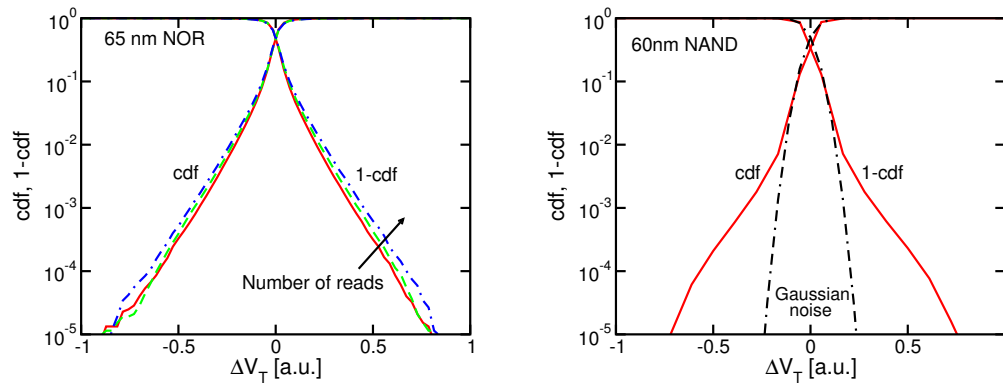 65 nm NOR
cdf, 1-cdf
10^0
10^-1
10^-2
10^-3
10^-4
10^-5
cdf
1-cdf
Number of reads
-1
-0.5
0
0.5
1
ΔV_T [a.u.]
60nm NAND
cdf, 1-cdf
10^0
10^-1
10^-2
10^-3
10^-4
10^-5
cdf
1-cdf
Gaussian
noise
-1
-0.5
0
0.5
ΔV_T [a.u.]